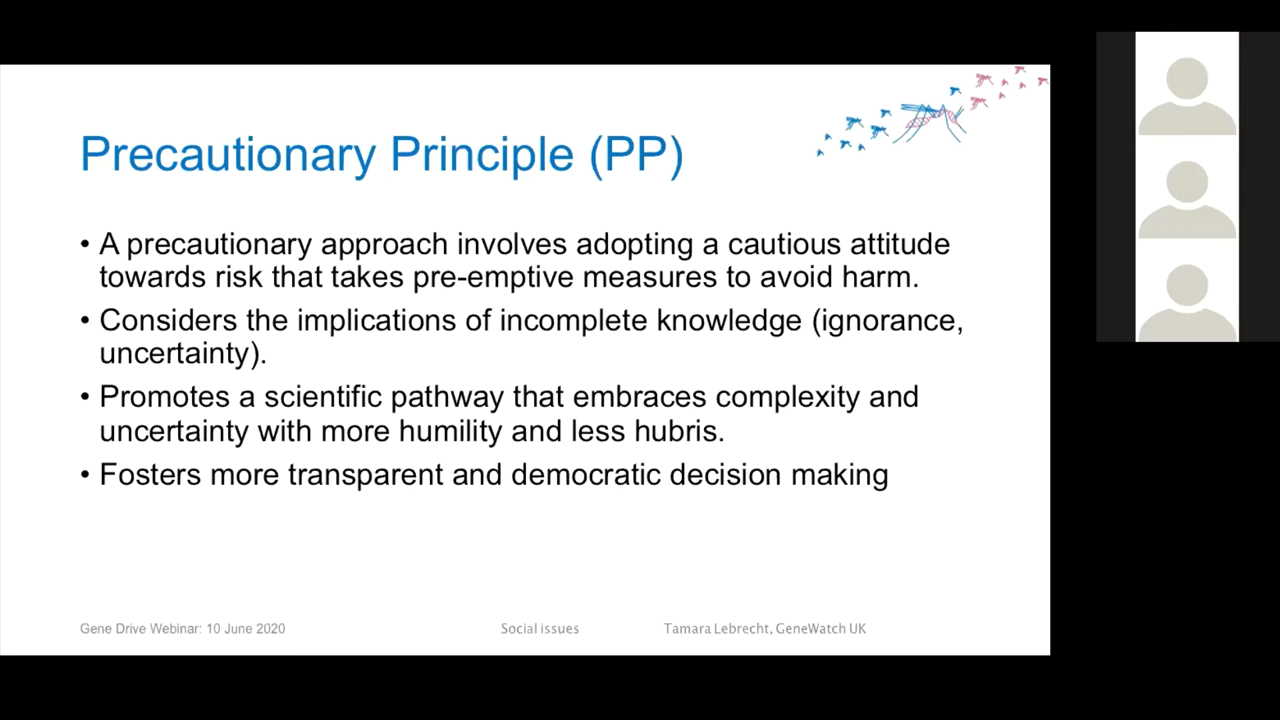 Precautionary Principle (PP)
• A precautionary approach involves adopting a cautious attitude
towards risk that takes pre-emptive measures to avoid harm.
• Considers the implications of incomplete knowledge (ignorance,
uncertainty).
• Promotes a scientific pathway that embraces complexity and
uncertainty with more humility and less hubris.
• Fosters more transparent and democratic decision making
Gene Drive Webinar: 10 June 2020
Social issues
Tamara Lebrecht, GeneWatch UK